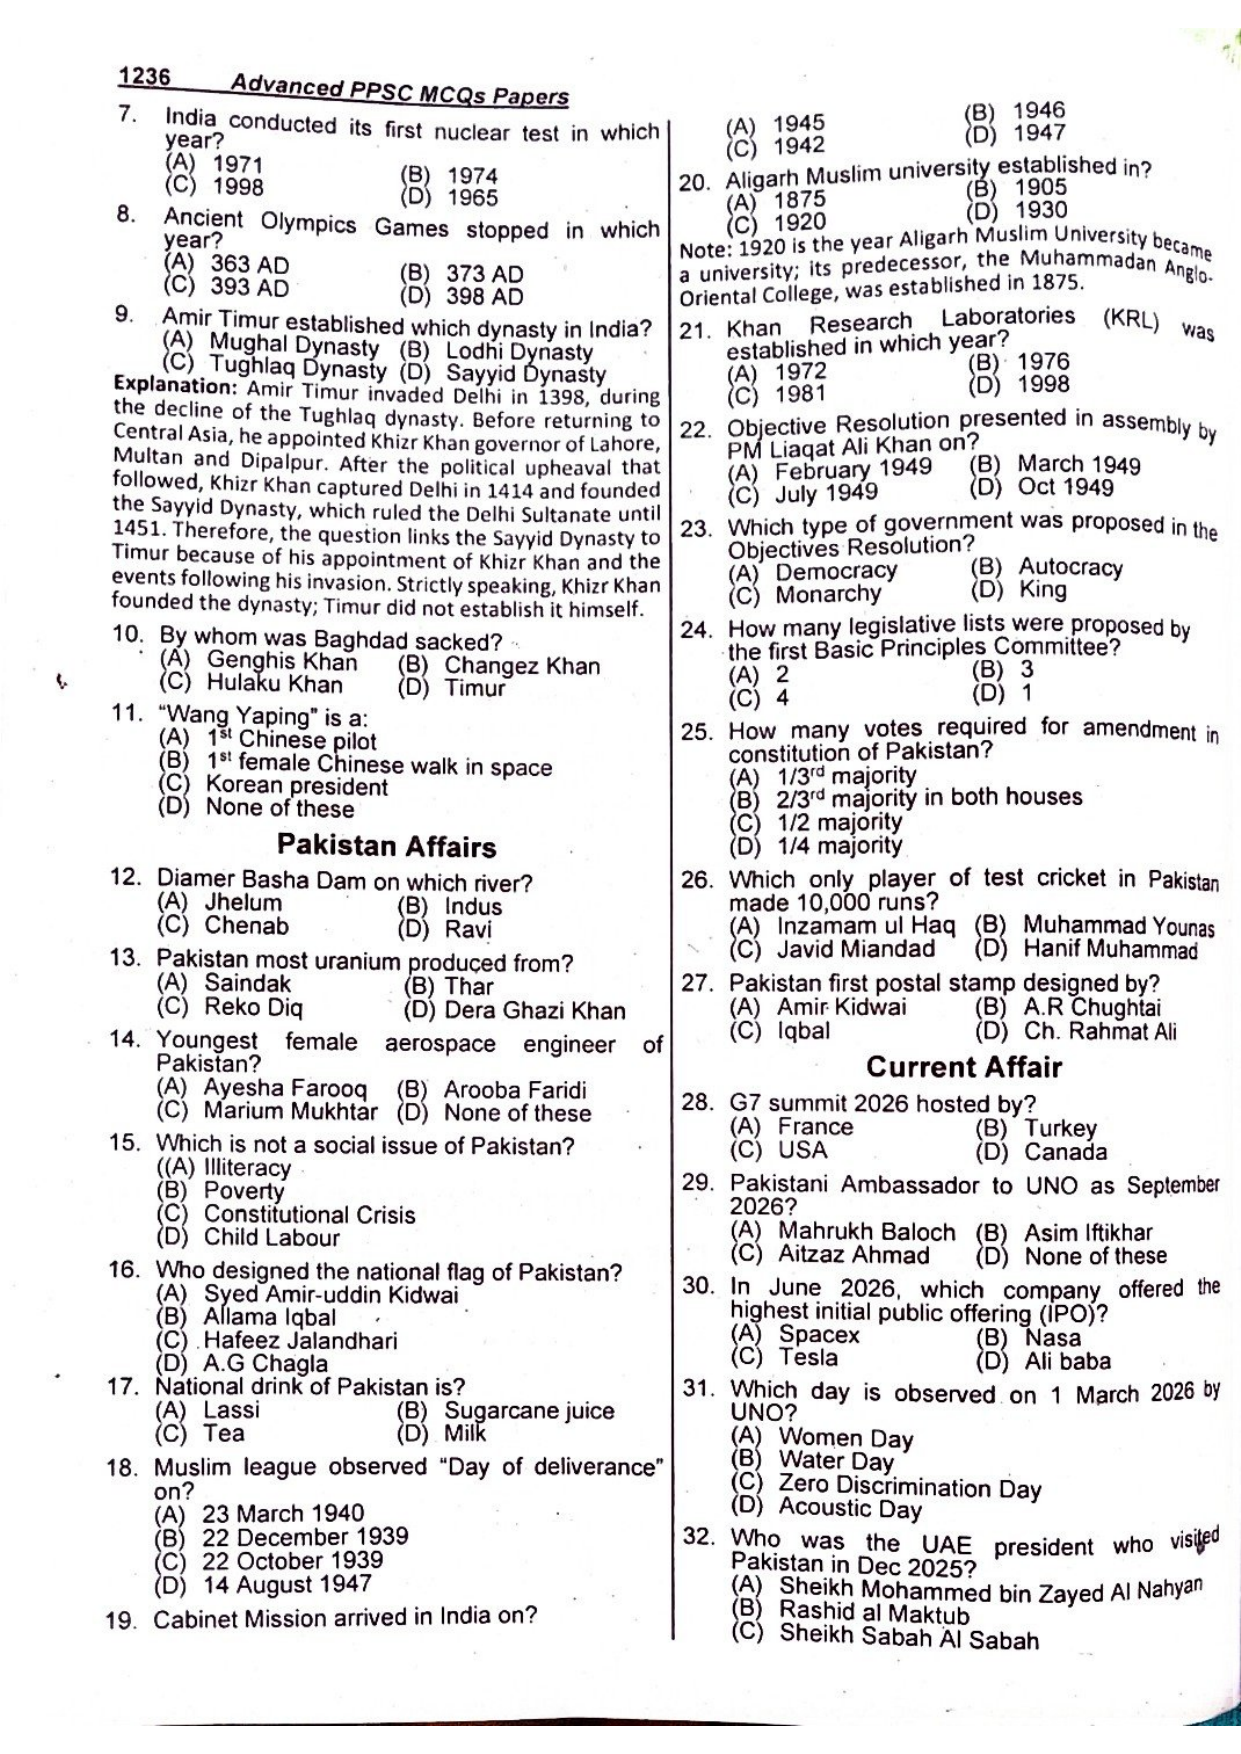 1236 Advanced PPSC MCQs Papers
7. India conducted its first nuclear test in which
year?
(A) 1971 (B) 1974
(C) 1998 (D) 1965
8. Ancient Olympics Games stopped in which
year?
(A) 363 AD (B) 373 AD
(C) 393 AD (D) 398 AD
9. Amir Timur established which dynasty in India?
(A) Mughal Dynasty (B) Lodhi Dynasty
(C) Tughlaq Dynasty (D) Sayyid Dynasty
Explanation: Amir Timur invaded Delhi in 1398, during
the decline of the Tughlaq dynasty. Before returning to
Central Asia, he appointed Khizr Khan governor of Lahore,
Multan and Dipalpur. After the political upheaval that
followed, Khizr Khan captured Delhi in 1414 and founded
the Sayyid Dynasty, which ruled the Delhi Sultanate until
1451. Therefore, the question links the Sayyid Dynasty to
Timur because of his appointment of Khizr Khan and the
events following his invasion. Strictly speaking, Khizr Khan
founded the dynasty; Timur did not establish it himself.
10. By whom was Baghdad sacked?
(A) Genghis Khan (B) Changez Khan
(C) Hulaku Khan (D) Timur
11. "Wang Yaping" is a:
(A) 1st Chinese pilot
(B) 1st female Chinese walk in space
(C) Korean president
(D) None of these
Pakistan Affairs
12. Diamer Basha Dam on which river?
(A) Jhelum (B) Indus
(C) Chenab (D) Ravi
13. Pakistan most uranium produced from?
(A) Saindak (B) Thar
(C) Reko Diq (D) Dera Ghazi Khan
14. Youngest female aerospace engineer of
Pakistan?
(A) Ayesha Farooq (B) Arooba Faridi
(C) Marium Mukhtar (D) None of these
15. Which is not a social issue of Pakistan?
((A) Illiteracy
(B) Poverty
(C) Constitutional Crisis
(D) Child Labour
16. Who designed the national flag of Pakistan?
(A) Syed Amir-uddin Kidwai
(B) Allama Iqbal
(C) Hafeez Jalandhari
(D) A.G Chagla
17. National drink of Pakistan is?
(A) Lassi (B) Sugarcane juice
(C) Tea (D) Milk
18. Muslim league observed "Day of deliverance"
on?
(A) 23 March 1940
(B) 22 December 1939
(C) 22 October 1939
(D) 14 August 1947
19. Cabinet Mission arrived in India on?
(A) 1945 (B) 1946
(C) 1942 (D) 1947
20. Aligarh Muslim university established in?
(A) 1875 (B) 1905
(C) 1920 (D) 1930
Note: 1920 is the year Aligarh Muslim University became
a university; its predecessor, the Muhammadan Anglo-
Oriental College, was established in 1875.
21. Khan Research Laboratories (KRL) was
established in which year?
(A) 1972 (B) 1976
(C) 1981 (D) 1998
22. Objective Resolution presented in assembly by
PM Liaqat Ali Khan on?
(A) February 1949 (B) March 1949
(C) July 1949 (D) Oct 1949
23. Which type of government was proposed in the
Objectives Resolution?
(A) Democracy (B) Autocracy
(C) Monarchy (D) King
24. How many legislative lists were proposed by
the first Basic Principles Committee?
(A) 2 (B) 3
(C) 4 (D) 1
25. How many votes required for amendment in
constitution of Pakistan?
(A) 1/3rd majority
(B) 2/3rd majority in both houses
(C) 1/2 majority
(D) 1/4 majority
26. Which only player of test cricket in Pakistan
made 10,000 runs?
(A) Inzamam ul Haq (B) Muhammad Younas
(C) Javid Miandad (D) Hanif Muhammad
27. Pakistan first postal stamp designed by?
(A) Amir Kidwai (B) A.R Chughtai
(C) Iqbal (D) Ch. Rahmat Ali
Current Affair
28. G7 summit 2026 hosted by?
(A) France (B) Turkey
(C) USA (D) Canada
29. Pakistani Ambassador to UNO as September
2026?
(A) Mahrukh Baloch (B) Asim Iftikhar
(C) Aitzaz Ahmad (D) None of these
30. In June 2026, which company offered the
highest initial public offering (IPO)?
(A) Spacex (B) Nasa
(C) Tesla (D) Ali baba
31. Which day is observed on 1 March 2026 by
UNO?
(A) Women Day
(B) Water Day
(C) Zero Discrimination Day
(D) Acoustic Day
32. Who was the UAE president who visited
Pakistan in Dec 2025?
(A) Sheikh Mohammed bin Zayed Al Nahyan
(B) Rashid al Maktub
(C) Sheikh Sabah Al Sabah